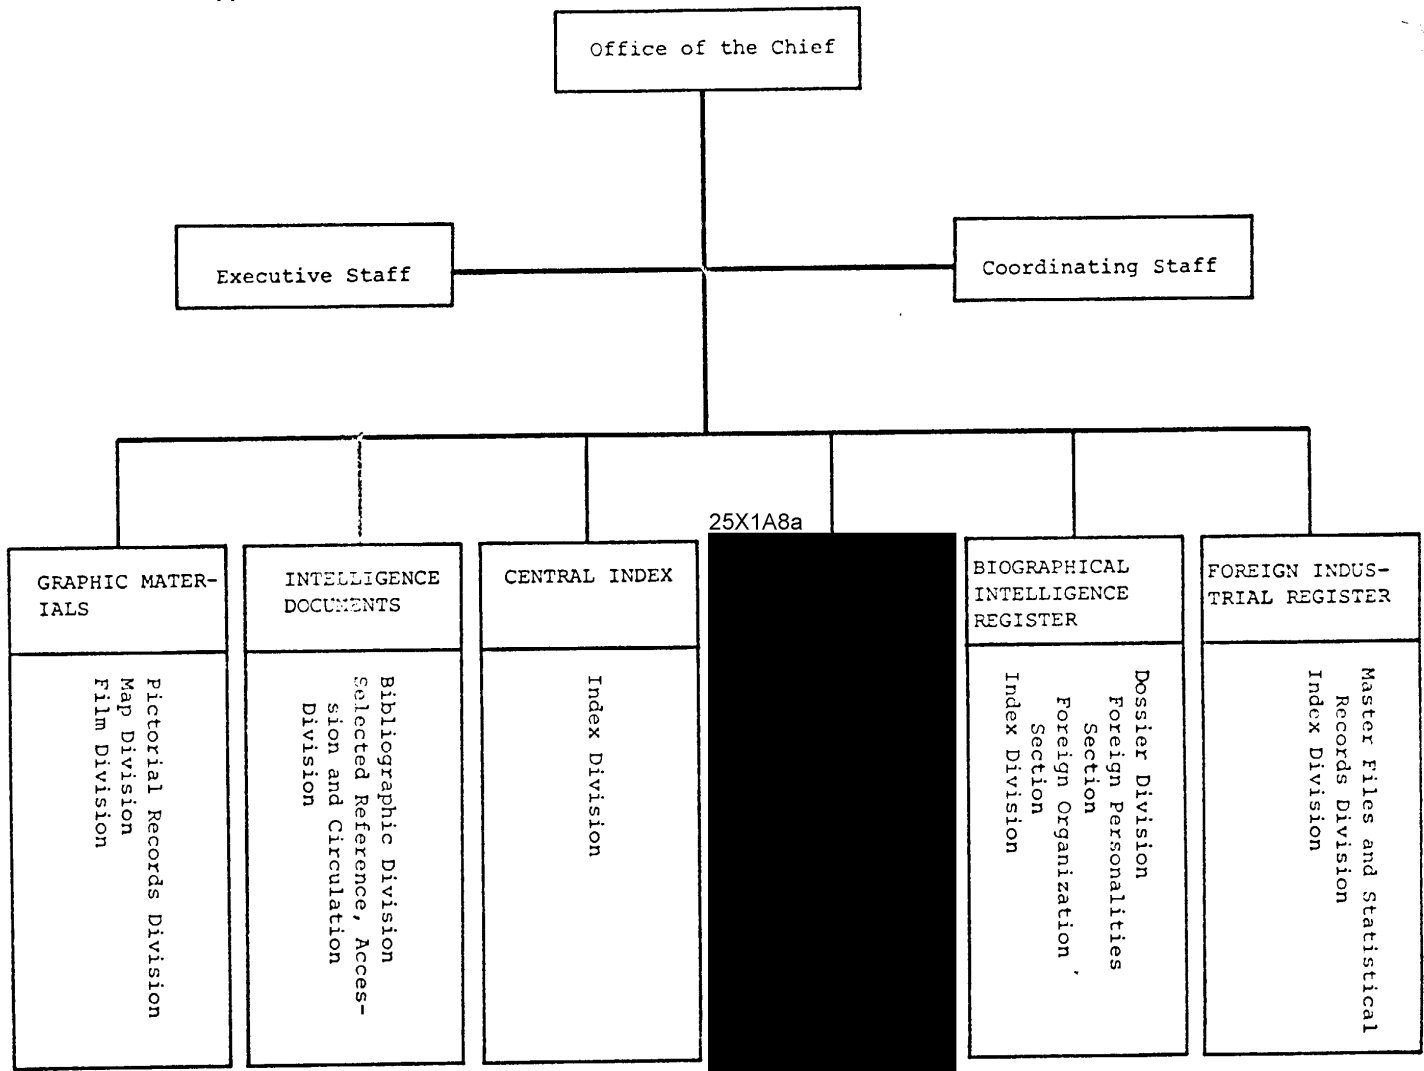 Office of the Chief
Executive Staff
Coordinating Staff
25X1A8a
GRAPHIC MATER-
IALS
Pictorial Records Division
Map Division
Film Division
INTELLIGENCE
DOCUMENTS
Bibliographic Division
Selected Reference, Acces-
sion and Circulation
Division
CENTRAL INDEX
Index Division
BIOGRAPHICAL
INTELLIGENCE
REGISTER
Dossier Division
Foreign Personalities
Section
Foreign Organization
Section
Index Division
FOREIGN INDUS-
TRIAL REGISTER
Master Files and Statistical
Records Division
Index Division